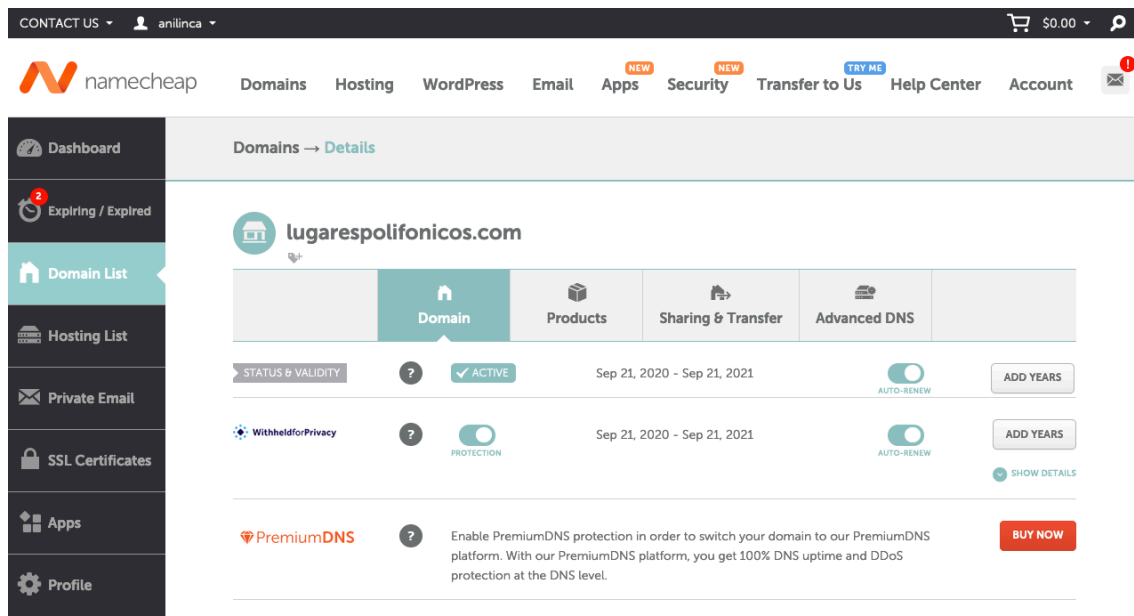 CONTACT US anilinca $0.00
!
namecheap Domains Hosting WordPress Email Apps NEW Security NEW Transfer to Us TRY ME Help Center Account
Dashboard
2
Expiring / Expired
Domain List
Hosting List
Private Email
SSL Certificates
Apps
Profile
Domains → Details
lugarespolifonicos.com
Domain Products Sharing & Transfer Advanced DNS
STATUS & VALIDITY ? ACTIVE Sep 21, 2020 - Sep 21, 2021 AUTO-RENEW ADD YEARS
WithheldforPrivacy ? PROTECTION Sep 21, 2020 - Sep 21, 2021 AUTO-RENEW ADD YEARS
SHOW DETAILS
PremiumDNS ? Enable PremiumDNS protection in order to switch your domain to our PremiumDNS BUY NOW
platform. With our PremiumDNS platform, you get 100% DNS uptime and DDoS
protection at the DNS level.